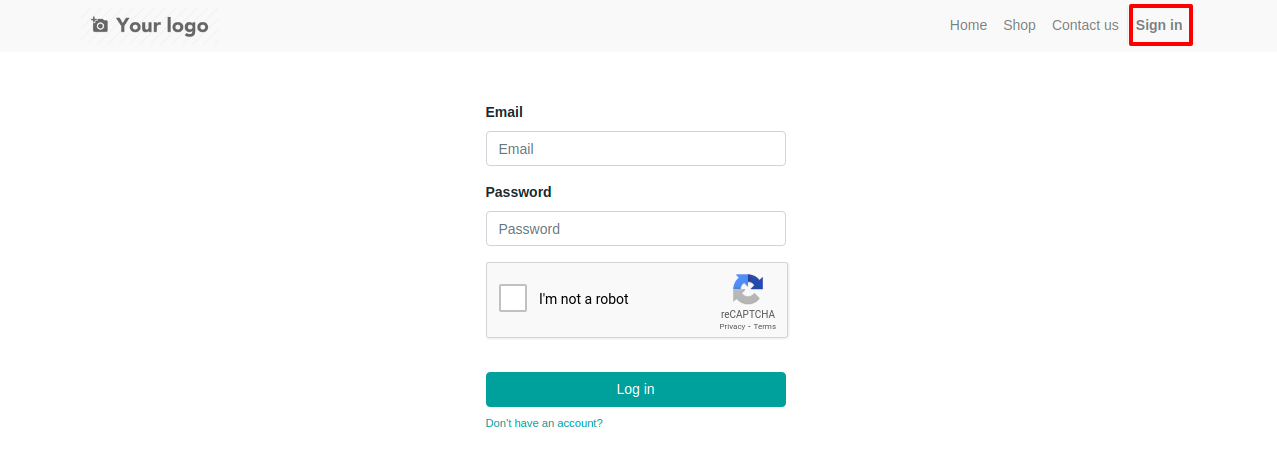 Your logo
Home Shop Contact us Sign in
Email
Email
Password
Password
I'm not a robot
reCAPTCHA
Privacy - Terms
Log in
Don't have an account?